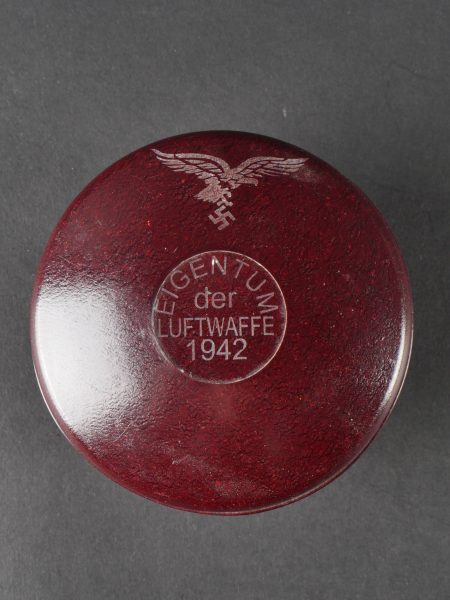 EIGENTUM
der
LUFTWAFFE
1942